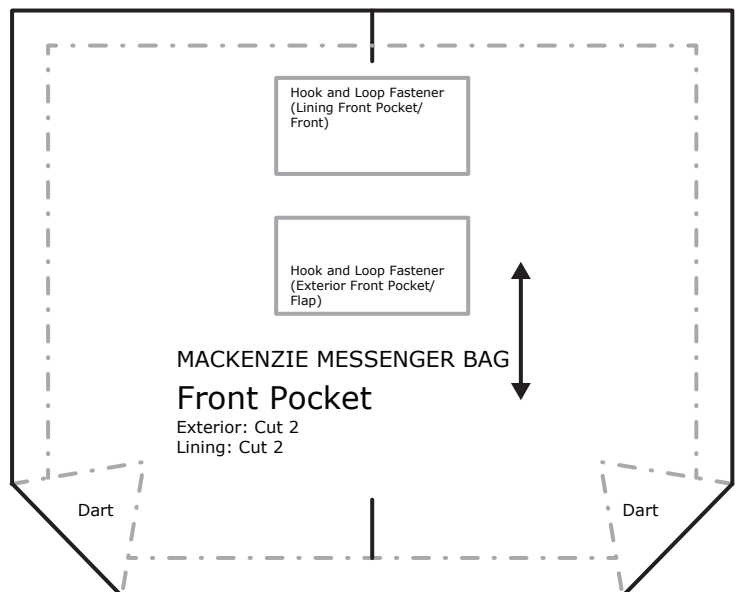 Hook and Loop Fastener
(Lining Front Pocket/
Front)
Hook and Loop Fastener
(Exterior Front Pocket/
Flap)
MACKENZIE MESSENGER BAG
Front Pocket
Exterior: Cut 2
Lining: Cut 2
Dart
Dart